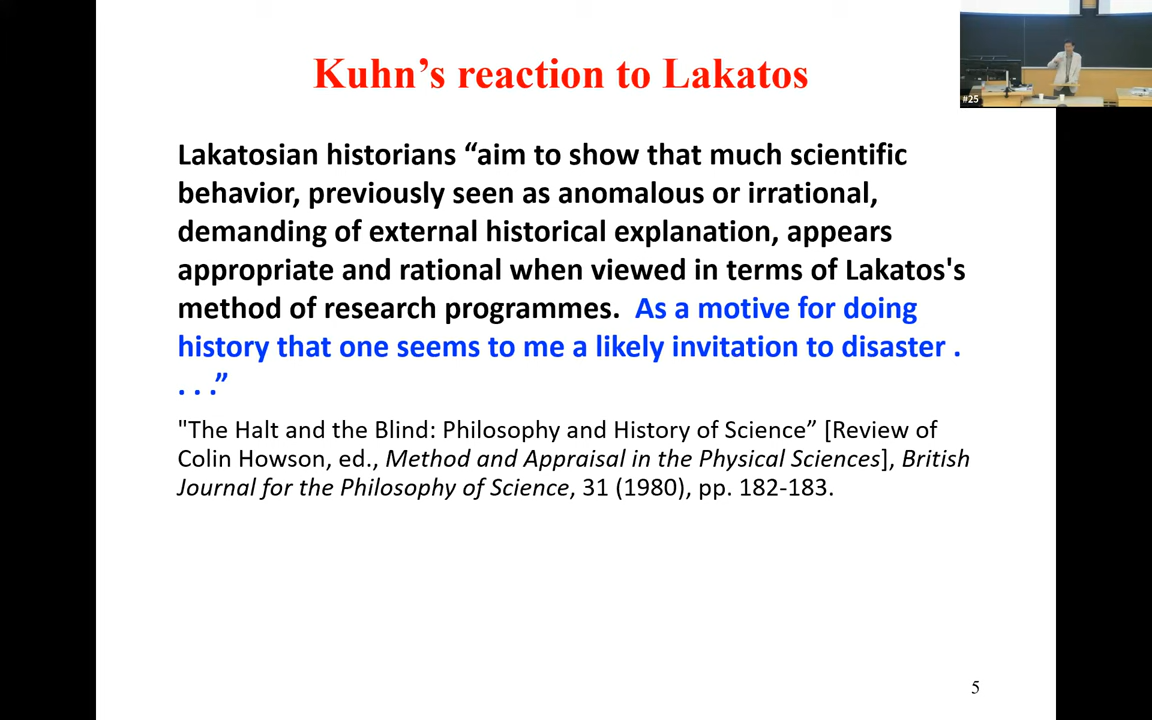 Kuhn’s reaction to Lakatos
#25
Lakatosian historians “aim to show that much scientific
behavior, previously seen as anomalous or irrational,
demanding of external historical explanation, appears
appropriate and rational when viewed in terms of Lakatos's
method of research programmes.  As a motive for doing
history that one seems to me a likely invitation to disaster .
. . .”
"The Halt and the Blind: Philosophy and History of Science” [Review of
Colin Howson, ed., Method and Appraisal in the Physical Sciences], British
Journal for the Philosophy of Science, 31 (1980), pp. 182-183.
5